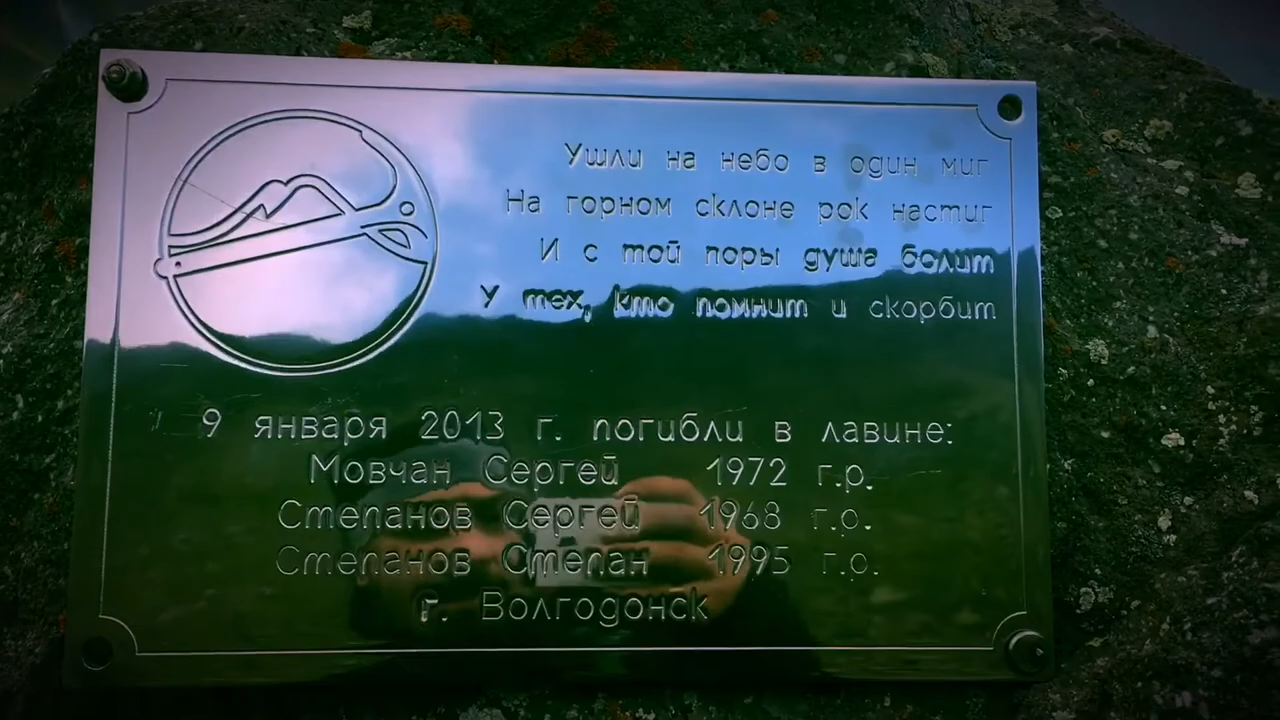 Ушли на небо в один миг
На горном склоне рок настиг
И с той поры душа болит
У тех, кто помнит и скорбит
9 января 2013 г. погибли в лавине:
Мовчан Сергей 1972 г.р.
Степанов Сергей 1968 г.р.
Степанов Степан 1995 г.р.
г. Волгодонск